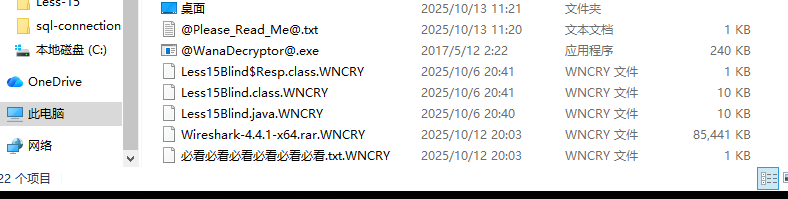 Less-15
sql-connection
本地磁盘 (C:)
OneDrive
此电脑
网络
桌面 2025/10/13 11:21 文件夹
@Please_Read_Me@.txt 2025/10/13 11:20 文本文档 1 KB
@WanaDecryptor@.exe 2017/5/12 2:22 应用程序 240 KB
Less15Blind$Resp.class.WNCRY 2025/10/6 20:41 WNCRY 文件 1 KB
Less15Blind.class.WNCRY 2025/10/6 20:41 WNCRY 文件 10 KB
Less15Blind.java.WNCRY 2025/10/6 20:40 WNCRY 文件 10 KB
Wireshark-4.4.1-x64.rar.WNCRY 2025/10/12 20:03 WNCRY 文件 85,441 KB
必看必看必看必看必看必看.txt.WNCRY 2025/10/12 20:03 WNCRY 文件 1 KB
22 个项目